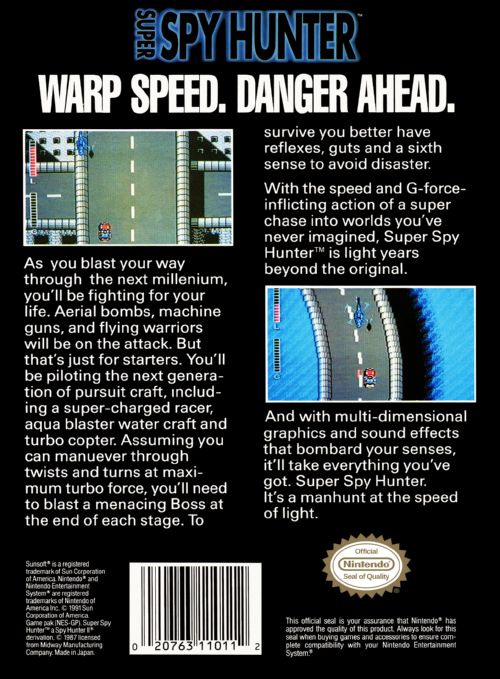 SUPER SPY HUNTER™
WARP SPEED. DANGER AHEAD.
As you blast your way
through the next millenium,
you'll be fighting for your
life. Aerial bombs, machine
guns, and flying warriors
will be on the attack. But
that's just for starters. You'll
be piloting the next genera-
tion of pursuit craft, includ-
ing a super-charged racer,
aqua blaster water craft and
turbo copter. Assuming you
can manuever through
twists and turns at maxi-
mum turbo force, you'll need
to blast a menacing Boss at
the end of each stage. To
survive you better have
reflexes, guts and a sixth
sense to avoid disaster.
With the speed and G-force-
inflicting action of a super
chase into worlds you've
never imagined, Super Spy
Hunter™ is light years
beyond the original.
And with multi-dimensional
graphics and sound effects
that bombard your senses,
it'll take everything you've
got. Super Spy Hunter.
It's a manhunt at the speed
of light.
Sunsoft® is a registered
trademark of Sun Corporation
of America. Nintendo® and
Nintendo Entertainment
System® are registered
trademarks of Nintendo of
America Inc. © 1991 Sun
Corporation of America.
Game pak (NES-GP). Super Spy
Hunter™ a Spy Hunter II®
derivation. © 1987 licensed
from Midway Manufacturing
Company. Made in Japan.
0 20763 11011 2
Official
Nintendo®
Seal of Quality
This official seal is your assurance that Nintendo® has
approved the quality of this product. Always look for this
seal when buying games and accessories to ensure com-
plete compatibility with your Nintendo Entertainment
System.®